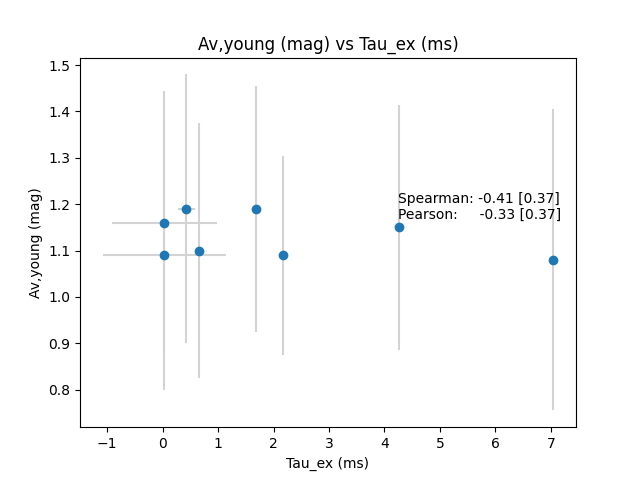 Av,young (mag) vs Tau_ex (ms)
1.5
1.4
1.3
1.2
1.1
1.0
0.9
0.8
Av,young (mag)
Spearman: -0.41 [0.37]
Pearson: -0.33 [0.37]
−1 0 1 2 3 4 5 6 7
Tau_ex (ms)